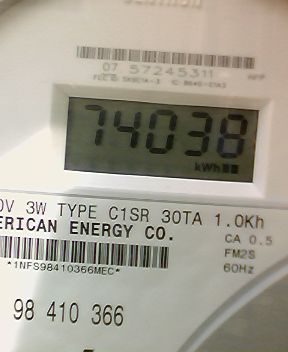 07 57245311
74038
kWh
0V 3W TYPE C1SR 30TA 1.0Kh
ERICAN ENERGY CO.
CA 0.5
FM2S
60Hz
*1NFS98410366MEC*
98 410 366